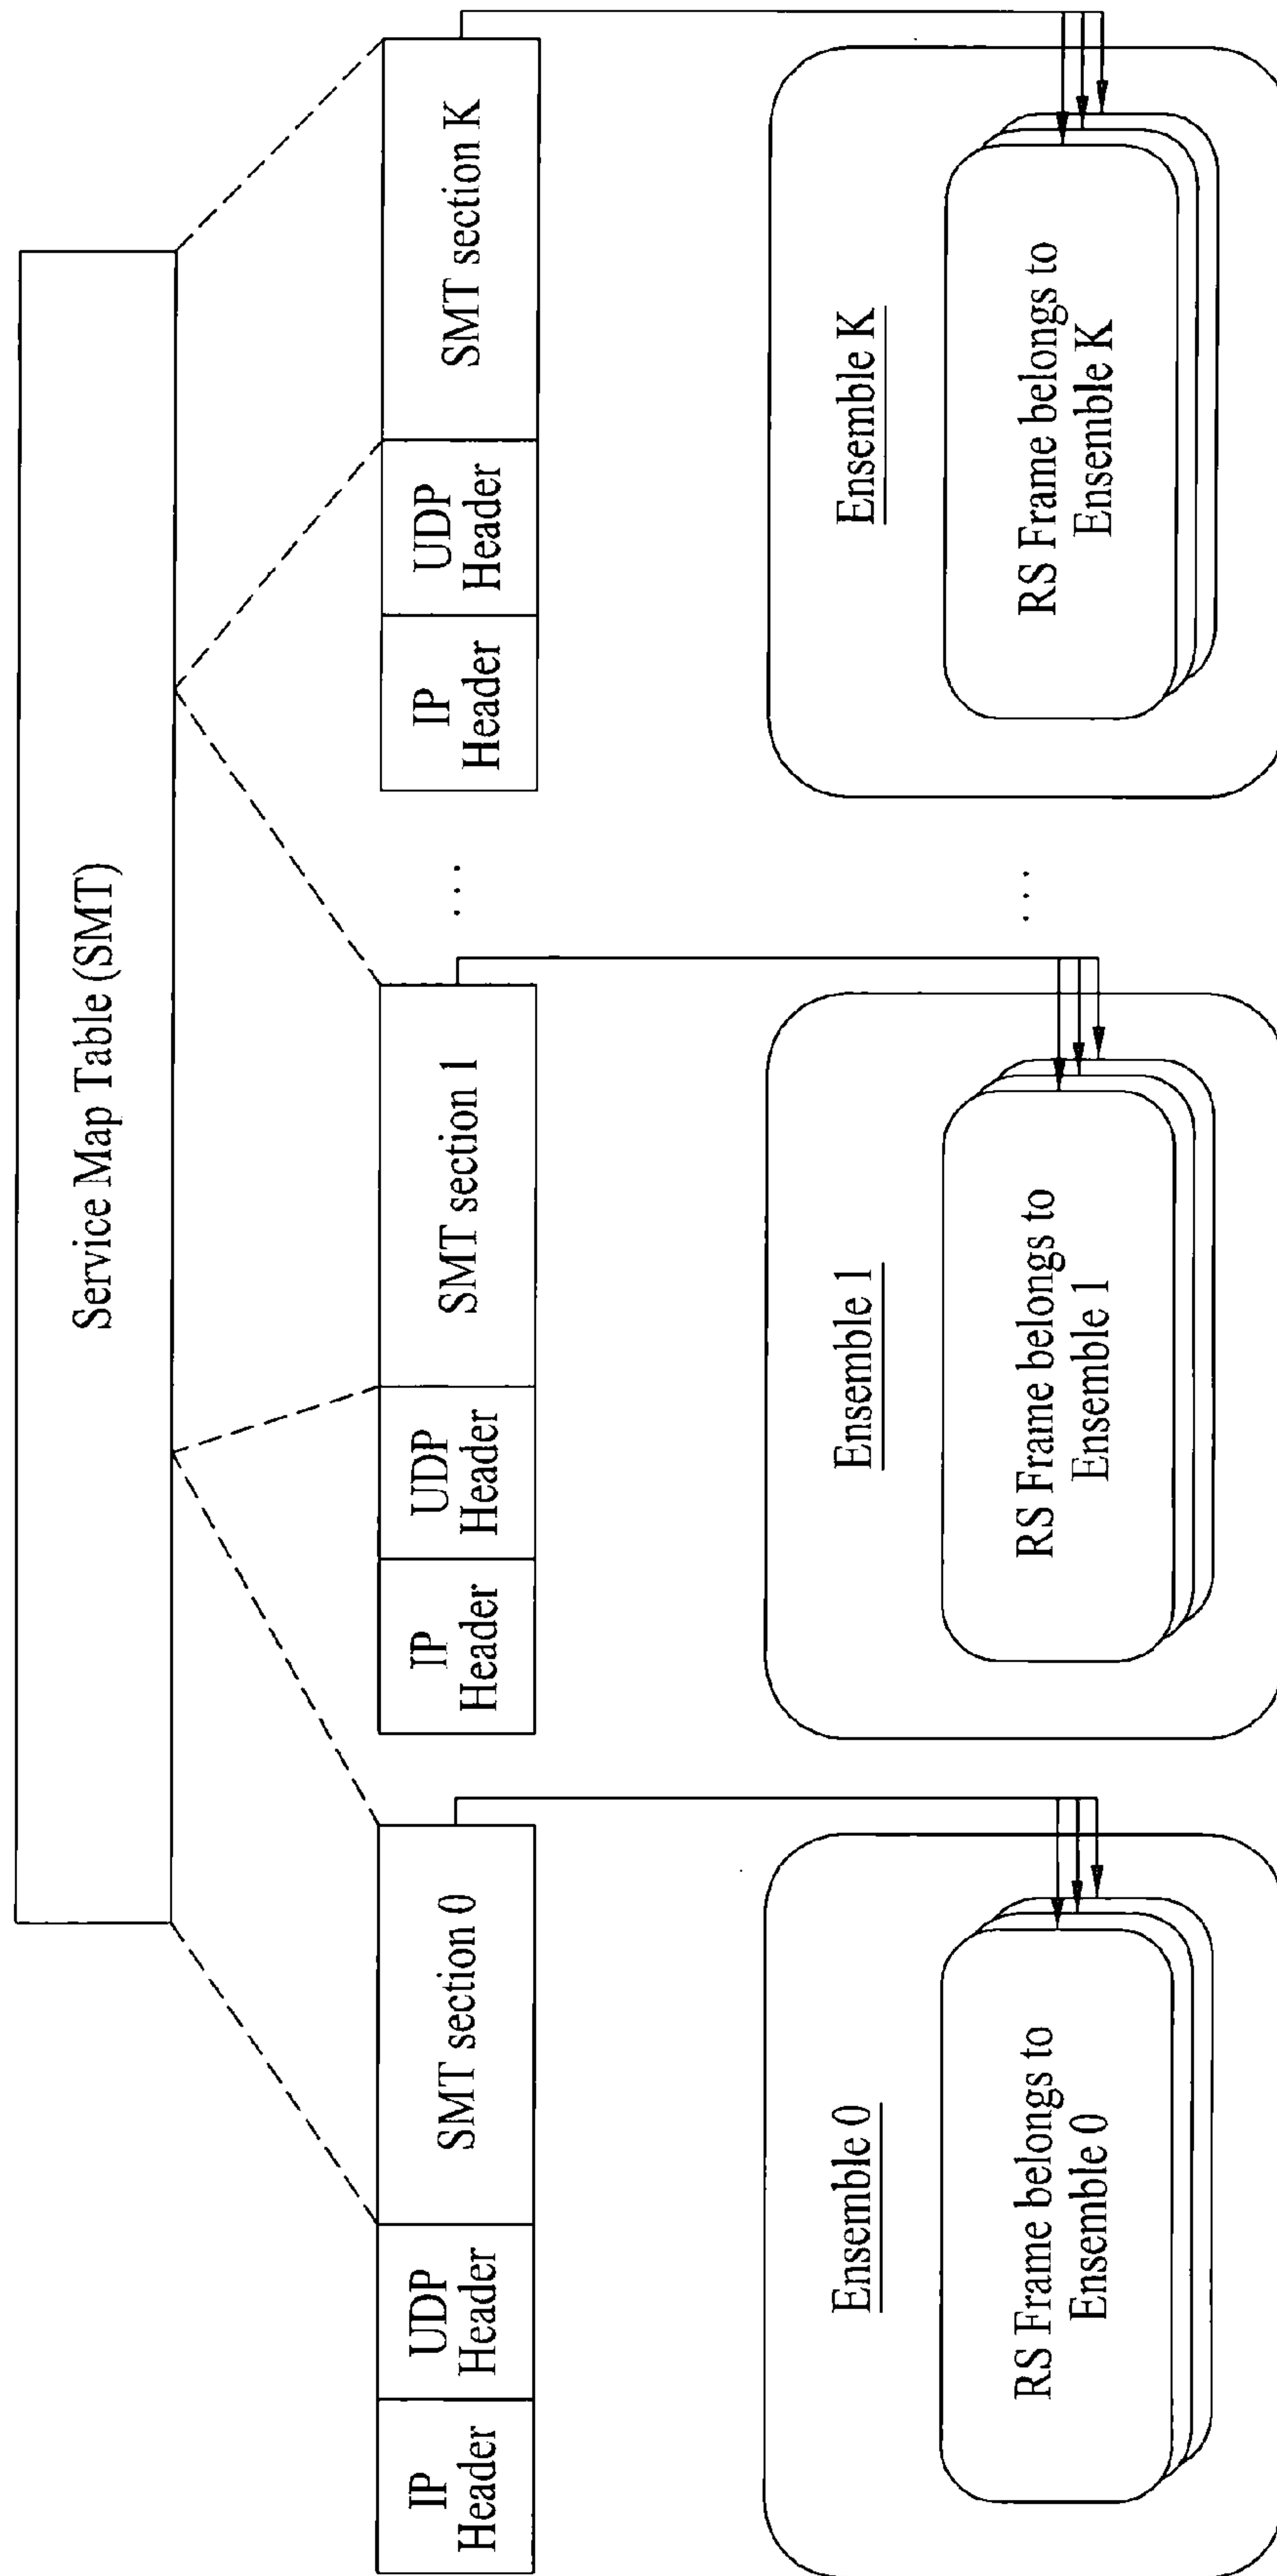 Service Map Table (SMT)
IP
Header
UDP
Header
SMT section 0
IP
Header
UDP
Header
SMT section 1
...
IP
Header
UDP
Header
SMT section K
Ensemble 0
RS Frame belongs to
Ensemble 0
Ensemble 1
RS Frame belongs to
Ensemble 1
...
Ensemble K
RS Frame belongs to
Ensemble K